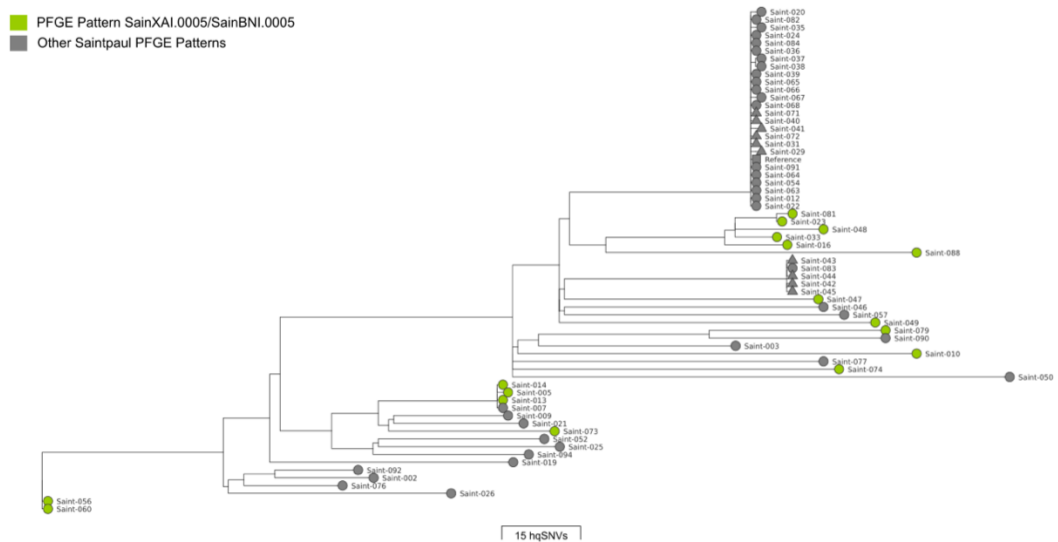 PFGE Pattern SainXAI.0005/SainBNI.0005
Other Saintpaul PFGE Patterns
Saint-020
Saint-082
Saint-035
Saint-024
Saint-084
Saint-036
Saint-037
Saint-038
Saint-039
Saint-065
Saint-066
Saint-067
Saint-068
Saint-071
Saint-040
Saint-041
Saint-072
Saint-031
Saint-029
Reference
Saint-091
Saint-064
Saint-054
Saint-063
Saint-012
Saint-022
Saint-081
Saint-023
Saint-048
Saint-033
Saint-016
Saint-088
Saint-043
Saint-083
Saint-044
Saint-042
Saint-045
Saint-047
Saint-046
Saint-057
Saint-049
Saint-079
Saint-090
Saint-003
Saint-010
Saint-077
Saint-074
Saint-050
Saint-014
Saint-005
Saint-013
Saint-007
Saint-009
Saint-021
Saint-073
Saint-052
Saint-025
Saint-094
Saint-019
Saint-092
Saint-002
Saint-076
Saint-026
Saint-056
Saint-060
15 hqSNVs